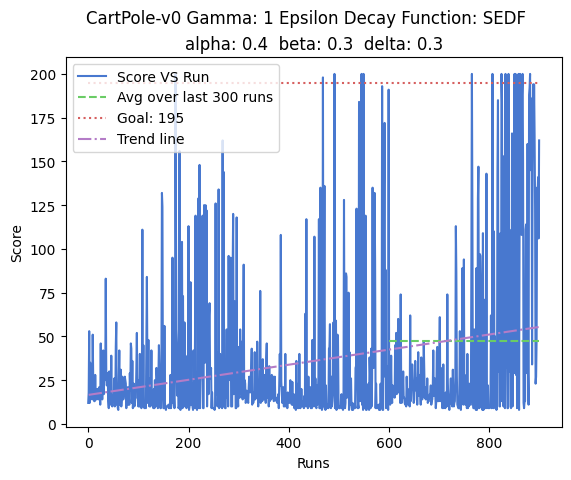 CartPole-v0 Gamma: 1 Epsilon Decay Function: SEDF
alpha: 0.4 beta: 0.3 delta: 0.3
200
175
150
125
100
75
50
25
0
Score
Score VS Run
Avg over last 300 runs
Goal: 195
Trend line
0
200
400
600
800
Runs